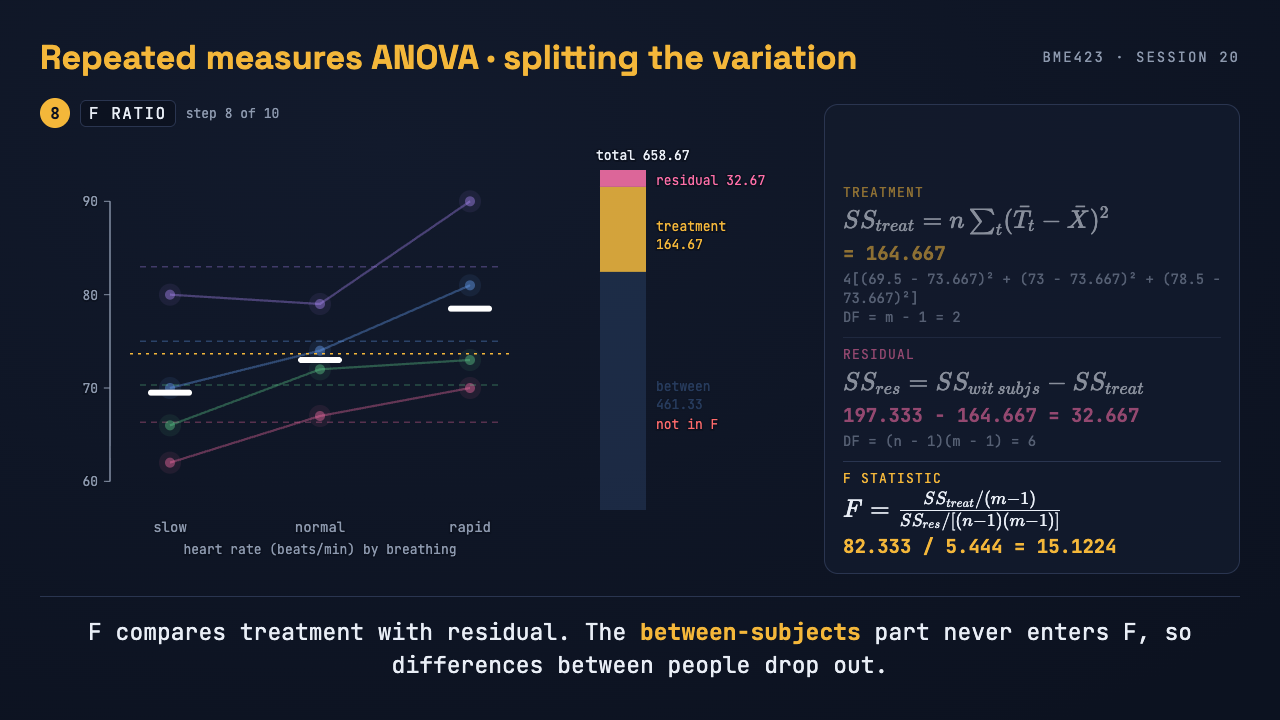 Repeated measures ANOVA · splitting the variation
BME423 · SESSION 20
8 F RATIO step 8 of 10
total 658.67
residual 32.67
treatment
164.67
between
461.33
not in F
90
80
70
60
slow normal rapid
heart rate (beats/min) by breathing
TREATMENT
SS_treat = n ∑_t(T̄_t − X̄)²
= 164.667
4[(69.5 - 73.667)² + (73 - 73.667)² + (78.5 -
73.667)²]
DF = m - 1 = 2
RESIDUAL
SS_res = SS_wit subjs − SS_treat
197.333 - 164.667 = 32.667
DF = (n - 1)(m - 1) = 6
F STATISTIC
F = SS_treat/(m−1) / SS_res/[(n−1)(m−1)]
82.333 / 5.444 = 15.1224
F compares treatment with residual. The between-subjects part never enters F, so
differences between people drop out.